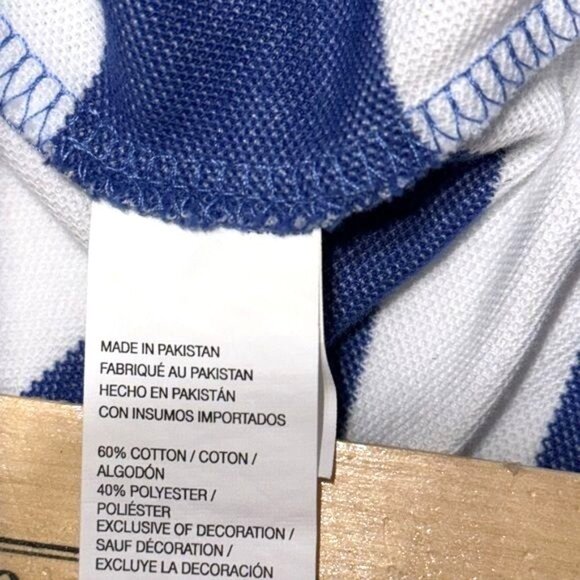 MADE IN PAKISTAN
FABRIQUÉ AU PAKISTAN
HECHO EN PAKISTÁN
CON INSUMOS IMPORTADOS
60% COTTON / COTON /
ALGODÓN
40% POLYESTER /
POLIÉSTER
EXCLUSIVE OF DECORATION /
SAUF DÉCORATION /
EXCLUYE LA DECORACIÓN